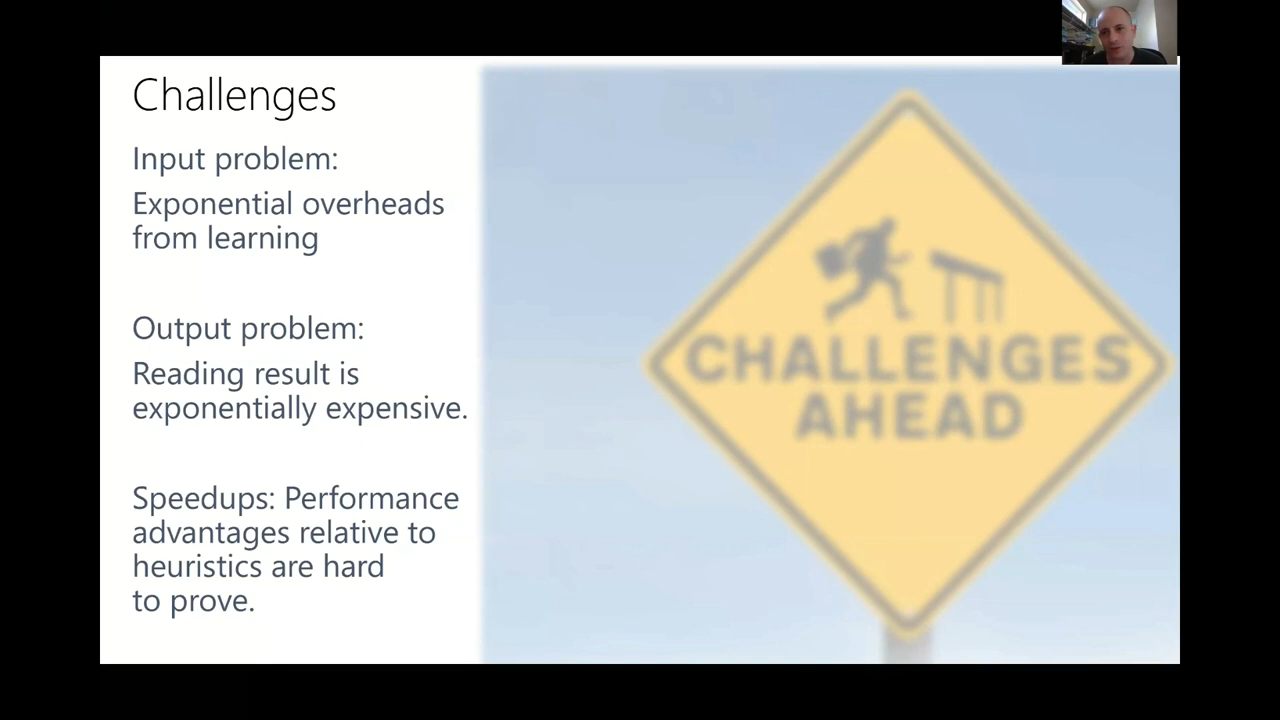 Challenges
Input problem:
Exponential overheads
from learning
Output problem:
Reading result is
exponentially expensive.
Speedups: Performance
advantages relative to
heuristics are hard
to prove.
CHALLENGES
AHEAD